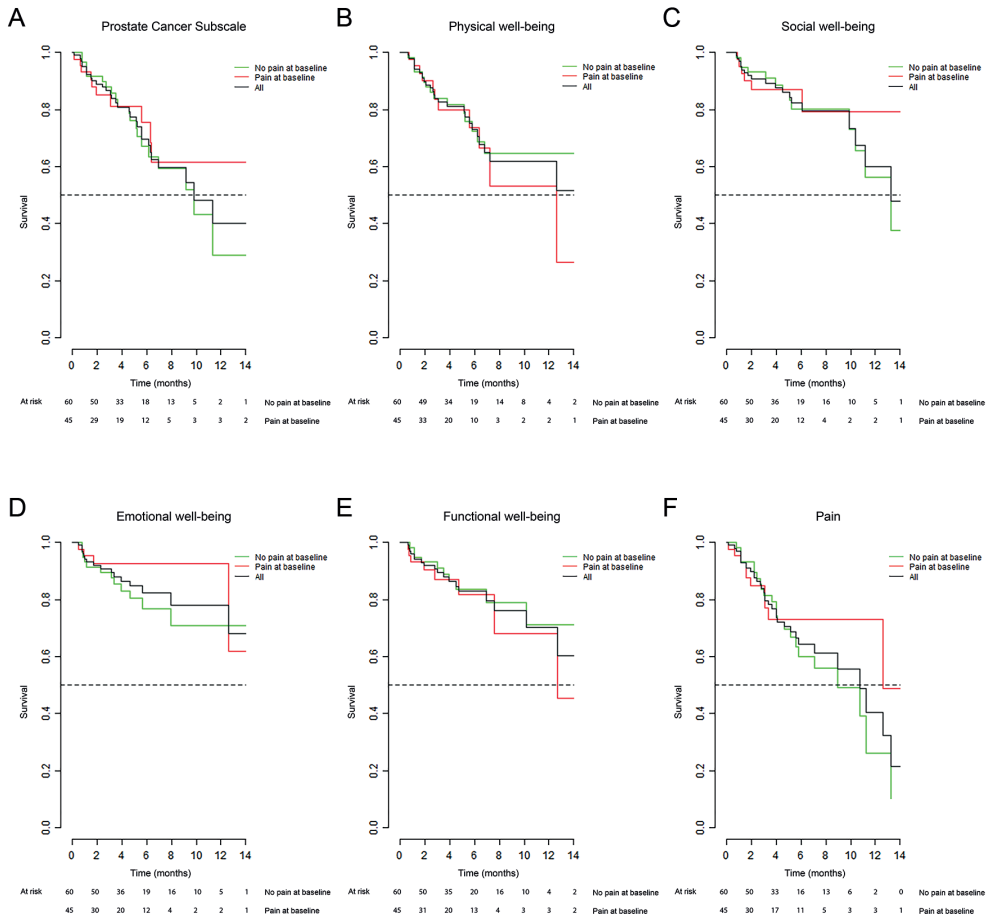 A
Prostate Cancer Subscale
No pain at baseline
Pain at baseline
All
Survival
0.0 0.2 0.4 0.6 0.8 1.0
0 2 4 6 8 10 12 14
Time (months)
At risk 60 50 33 18 13 5 2 1 No pain at baseline
45 29 19 12 5 3 3 2 Pain at baseline
B
Physical well-being
No pain at baseline
Pain at baseline
All
Survival
0.0 0.2 0.4 0.6 0.8 1.0
0 2 4 6 8 10 12 14
Time (months)
At risk 60 49 34 19 14 8 4 2 No pain at baseline
45 33 20 10 3 2 2 1 Pain at baseline
C
Social well-being
No pain at baseline
Pain at baseline
All
Survival
0.0 0.2 0.4 0.6 0.8 1.0
0 2 4 6 8 10 12 14
Time (months)
At risk 60 50 36 19 16 10 5 1 No pain at baseline
45 30 20 12 4 2 2 1 Pain at baseline
D
Emotional well-being
No pain at baseline
Pain at baseline
All
Survival
0.0 0.2 0.4 0.6 0.8 1.0
0 2 4 6 8 10 12 14
Time (months)
At risk 60 50 36 19 16 10 5 1 No pain at baseline
45 30 20 12 4 2 2 1 Pain at baseline
E
Functional well-being
No pain at baseline
Pain at baseline
All
Survival
0.0 0.2 0.4 0.6 0.8 1.0
0 2 4 6 8 10 12 14
Time (months)
At risk 60 50 35 20 16 10 4 2 No pain at baseline
45 31 20 13 4 3 3 2 Pain at baseline
F
Pain
No pain at baseline
Pain at baseline
All
Survival
0.0 0.2 0.4 0.6 0.8 1.0
0 2 4 6 8 10 12 14
Time (months)
At risk 60 50 33 16 13 6 2 0 No pain at baseline
45 30 17 11 5 3 3 1 Pain at baseline